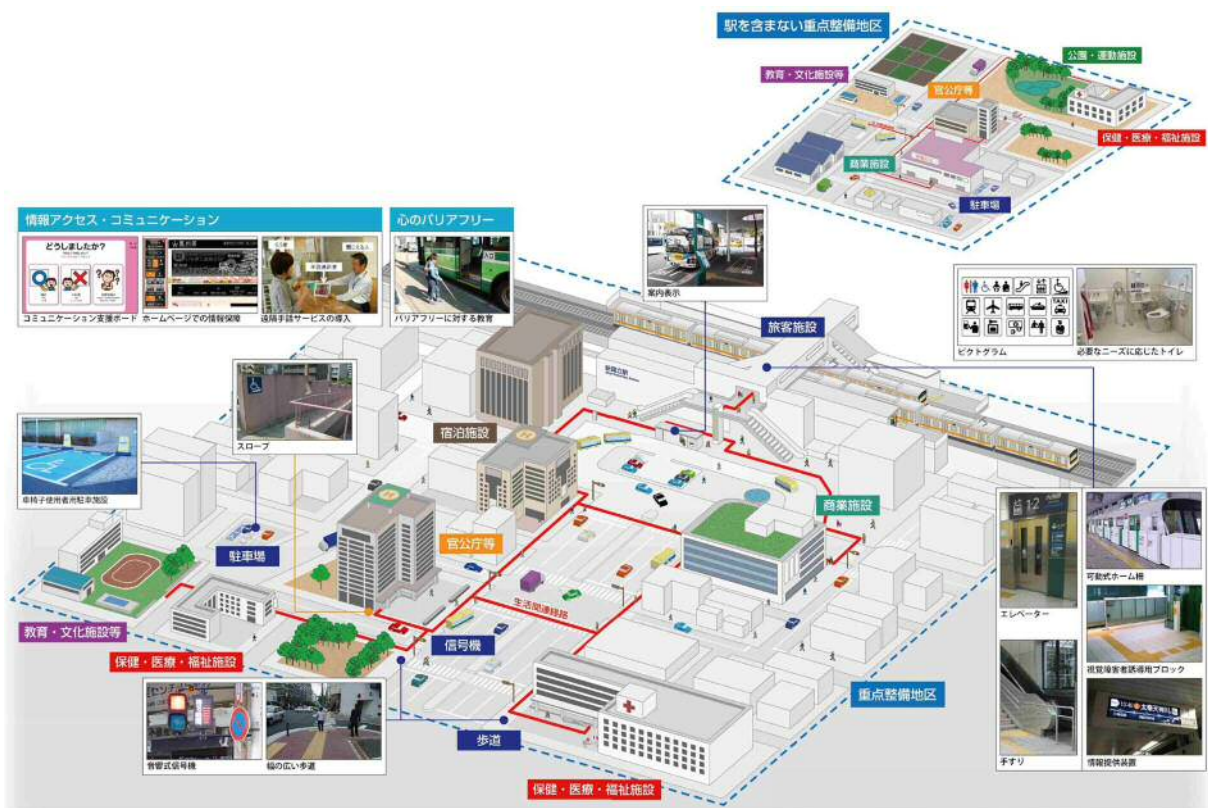 駅を含まない重点整備地区
公園・運動施設
教育・文化施設等
官公庁等
保健・医療・福祉施設
商業施設
駐車場
情報アクセス・コミュニケーション
心のバリアフリー
どうしましたか?
コミュニケーション支援ボード
ホームページでの情報保障
遠隔手話サービスの導入
バリアフリーに対する教育
案内表示
旅客施設
TAXI
ピクトグラム
必要なニーズに応じたトイレ
スロープ
宿泊施設
車椅子使用者用駐車施設
駐車場
官公庁等
商業施設
1·2
エレベーター
可動式ホーム柵
視覚障害者誘導用ブロック
手すり
情報提供装置
生活関連経路
教育・文化施設等
保健・医療・福祉施設
信号機
重点整備地区
音響式信号機
幅の広い歩道
歩道
保健・医療・福祉施設